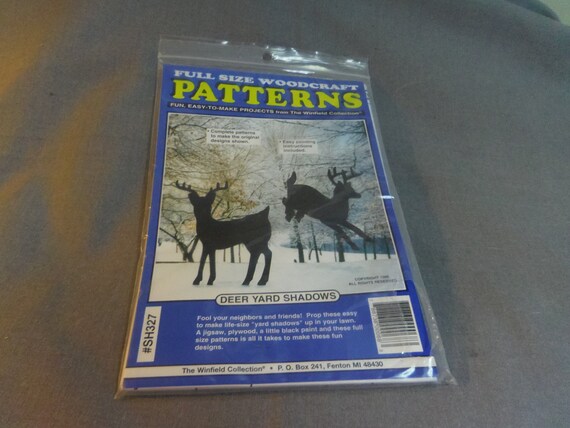 FULL SIZE WOODCRAFT
PATTERNS
FUN, EASY-TO-MAKE PROJECTS from The Winfield Collection®
• Complete patterns
to make the original
designs shown.
• Easy painting
instructions
included.
COPYRIGHT
ALL RIGHTS RESERVED
DEER YARD SHADOWS
#SH327
Fool your neighbors and friends! Prop these easy
to make life-size "yard shadows" up in your lawn.
A jigsaw, plywood, a little black paint and these full
size patterns is all it takes to make these fun
designs.
The Winfield Collection® • P. O. Box 241, Fenton MI 48430